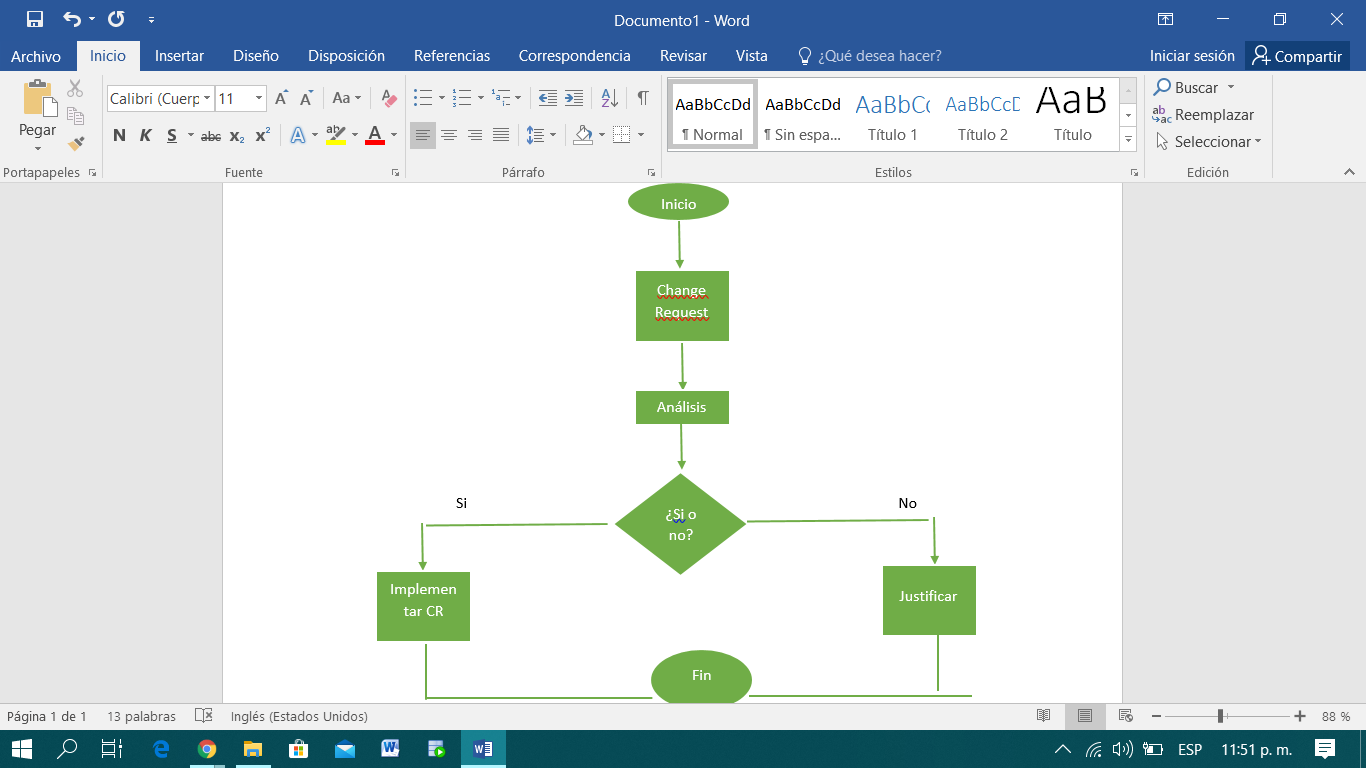 Documento1 - Word
Archivo Inicio Insertar Diseño Disposición Referencias Correspondencia Revisar Vista ¿Qué desea hacer? Iniciar sesión Compartir
Calibri (Cuerp 11 Aa
AaBbCcDd AaBbCcDd AaBbCc AaBbCcD AaB
Buscar
Reemplazar
Seleccionar
Pegar
N K S abc x₂ x² A ab A
¶ Normal ¶ Sin espa... Título 1 Título 2 Título
Portapapeles Fuente Párrafo Estilos Edición
Inicio
Change
Request
Análisis
Si
¿Si o
no?
No
Implemen
tar CR
Justificar
Fin
Página 1 de 1 13 palabras Inglés (Estados Unidos) 88 %
ESP 11:51 p. m.